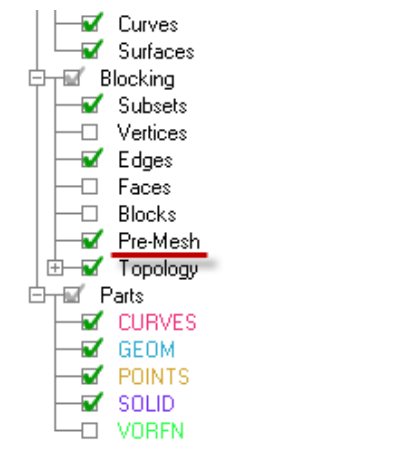 Curves
Surfaces
Blocking
Subsets
Vertices
Edges
Faces
Blocks
Pre-Mesh
Topology
Parts
CURVES
GEOM
POINTS
SOLID
VORFN